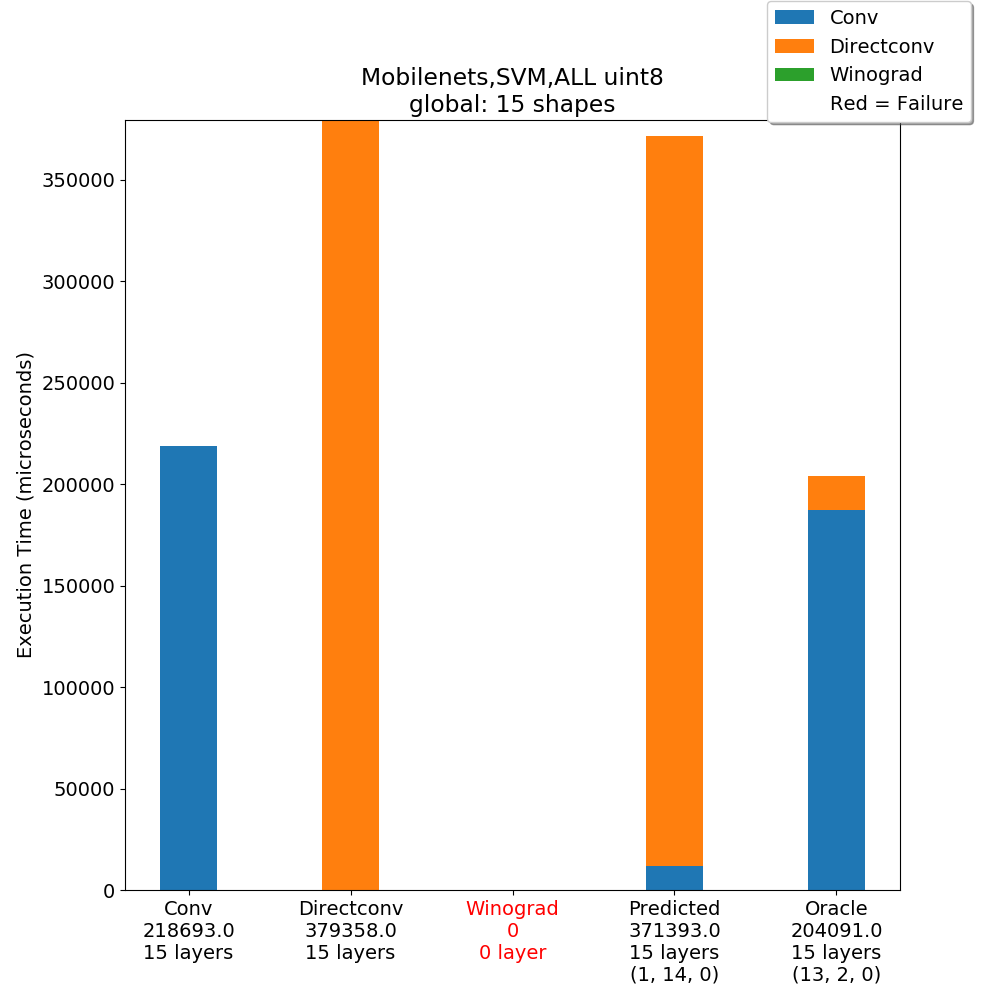 Conv
Directconv
Winograd
Red = Failure
Mobilenets,SVM,ALL uint8
global: 15 shapes
Execution Time (microseconds)
350000
300000
250000
200000
150000
100000
50000
0
Conv
218693.0
15 layers
Directconv
379358.0
15 layers
Winograd
0
0 layer
Predicted
371393.0
15 layers
(1, 14, 0)
Oracle
204091.0
15 layers
(13, 2, 0)